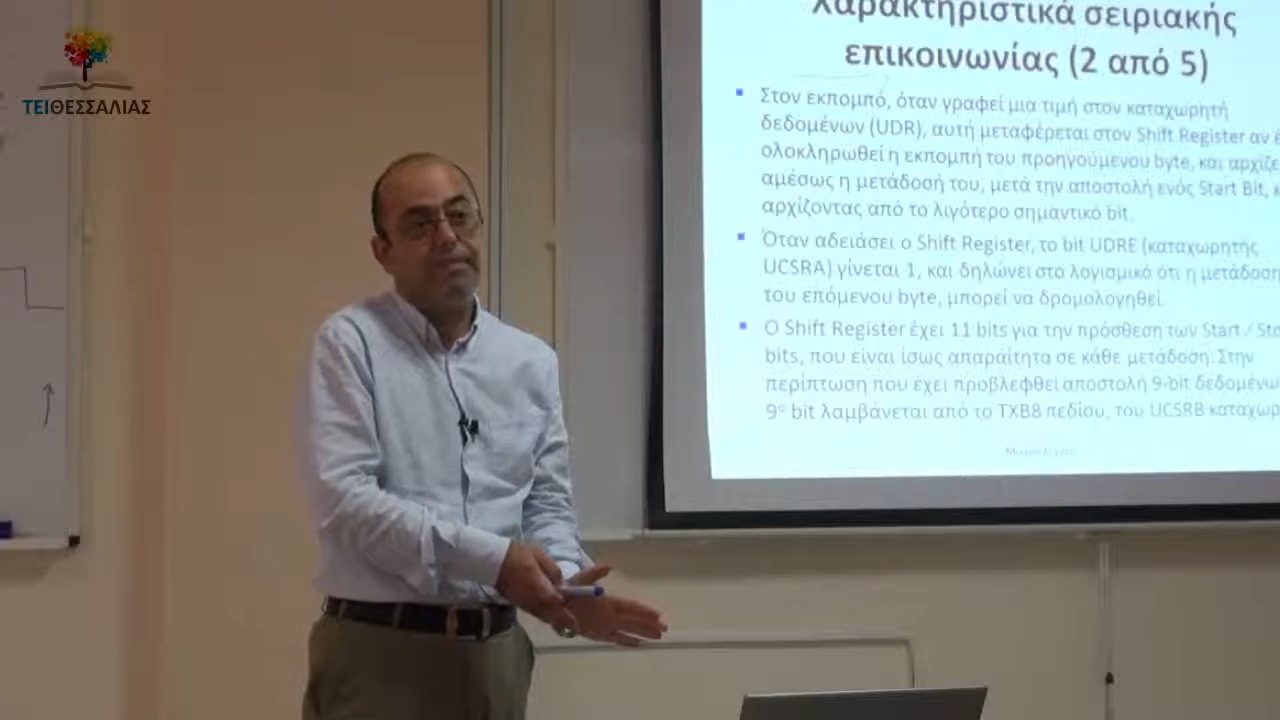 ΤΕΙΘΕΣΣΑΛΙΑΣ
Χαρακτηριστικά σειριακής
επικοινωνίας (2 από 5)
Στον εκπομπό, όταν γραφεί μια τιμή στον καταχωρητή
δεδομένων (UDR), αυτή μεταφέρεται στον Shift Register αν
ολοκληρωθεί η εκπομπή του προηγούμενου byte, και αρχίζε
αμέσως η μετάδοσή του, μετά την αποστολή ενός Start Bit,
αρχίζοντας από το λιγότερο σημαντικό bit.
Όταν αδειάσει ο Shift Register, το bit UDRE (καταχωρητής
UCSRA) γίνεται 1, και δηλώνει στο λογισμικό ότι η μετάδοση
του επόμενου byte, μπορεί να δρομολογηθεί.
Ο Shift Register έχει 11 bits για την πρόσθεση των Start / Sto
bits, που είναι ίσως απαραίτητα σε κάθε μετάδοση. Στην
περίπτωση που έχει προβλεφθεί αποστολή 9-bit δεδομένω
9ο bit λαμβάνεται από το TXB8 πεδίου, του UCSRB καταχωρ